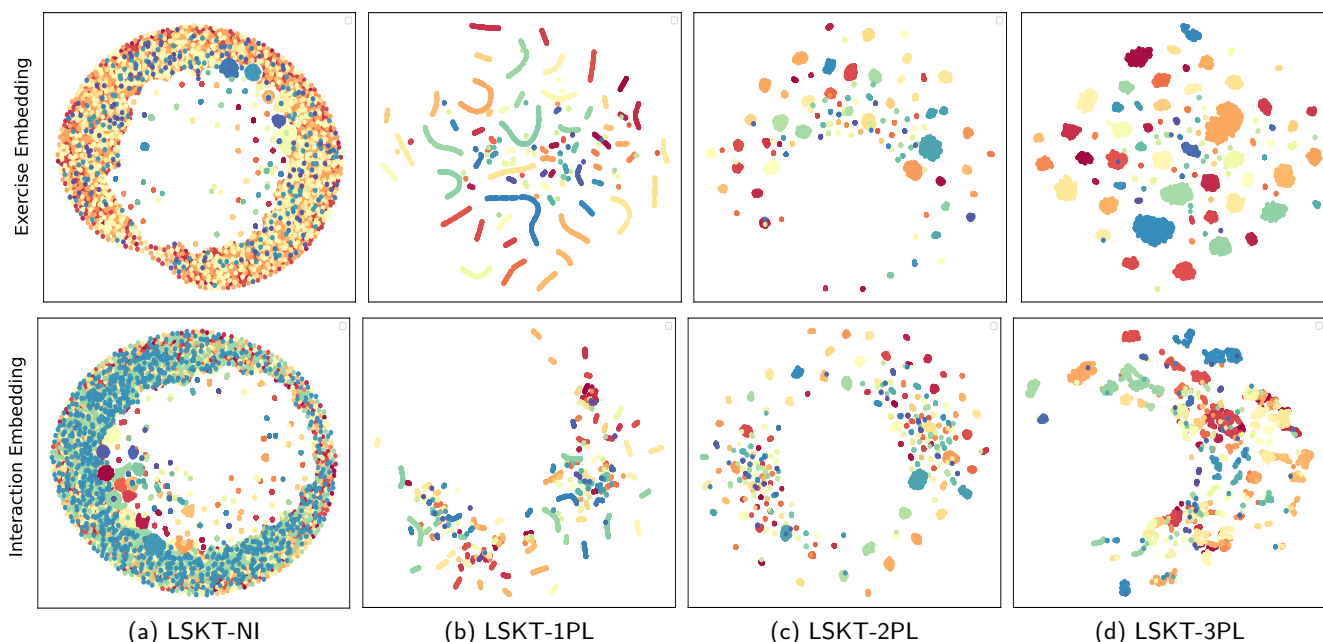 Exercise Embedding
Interaction Embedding
(a) LSKT-NI
(b) LSKT-1PL
(c) LSKT-2PL
(d) LSKT-3PL